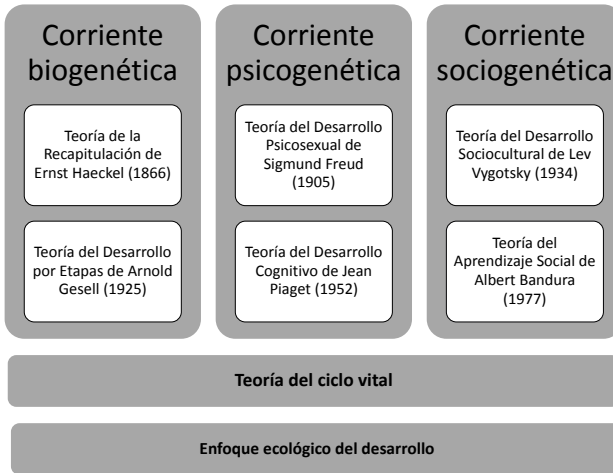 Corriente
biogenética
Teoría de la
Recapitulación de
Ernst Haeckel (1866)
Teoría del Desarrollo
por Etapas de Arnold
Gesell (1925)
Corriente
psicogenética
Teoría del Desarrollo
Psicosexual de
Sigmund Freud
(1905)
Teoría del Desarrollo
Cognitivo de Jean
Piaget (1952)
Corriente
sociogenética
Teoría del Desarrollo
Sociocultural de Lev
Vygotsky (1934)
Teoría del
Aprendizaje Social de
Albert Bandura
(1977)
Teoría del ciclo vital
Enfoque ecológico del desarrollo